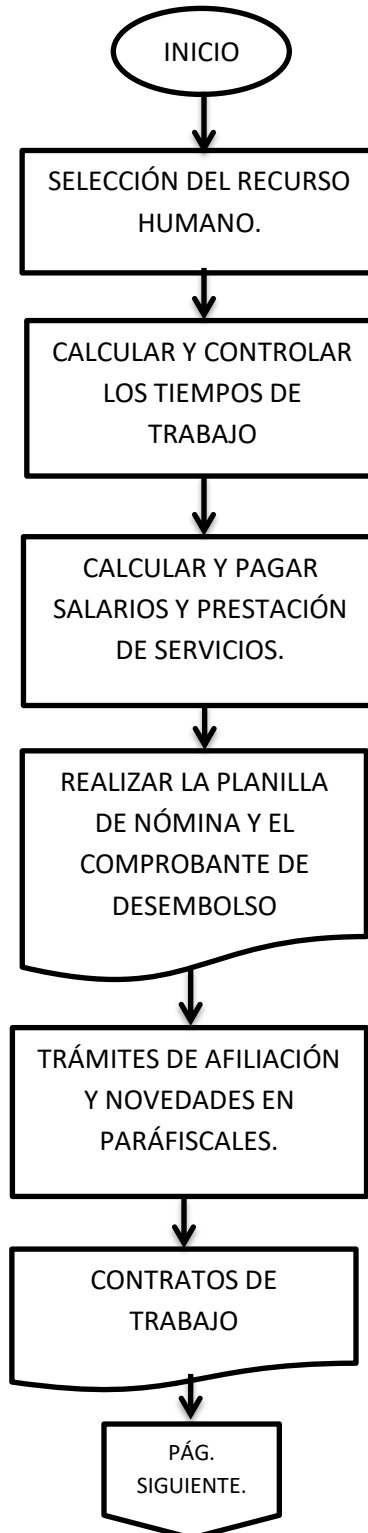 INICIO
SELECCIÓN DEL RECURSO
HUMANO.
CALCULAR Y CONTROLAR
LOS TIEMPOS DE
TRABAJO
CALCULAR Y PAGAR
SALARIOS Y PRESTACIÓN
DE SERVICIOS.
REALIZAR LA PLANILLA
DE NÓMINA Y EL
COMPROBANTE DE
DESEMBOLSO
TRÁMITES DE AFILIACIÓN
Y NOVEDADES EN
PARÁFISCALES.
CONTRATOS DE
TRABAJO
PÁG.
SIGUIENTE.